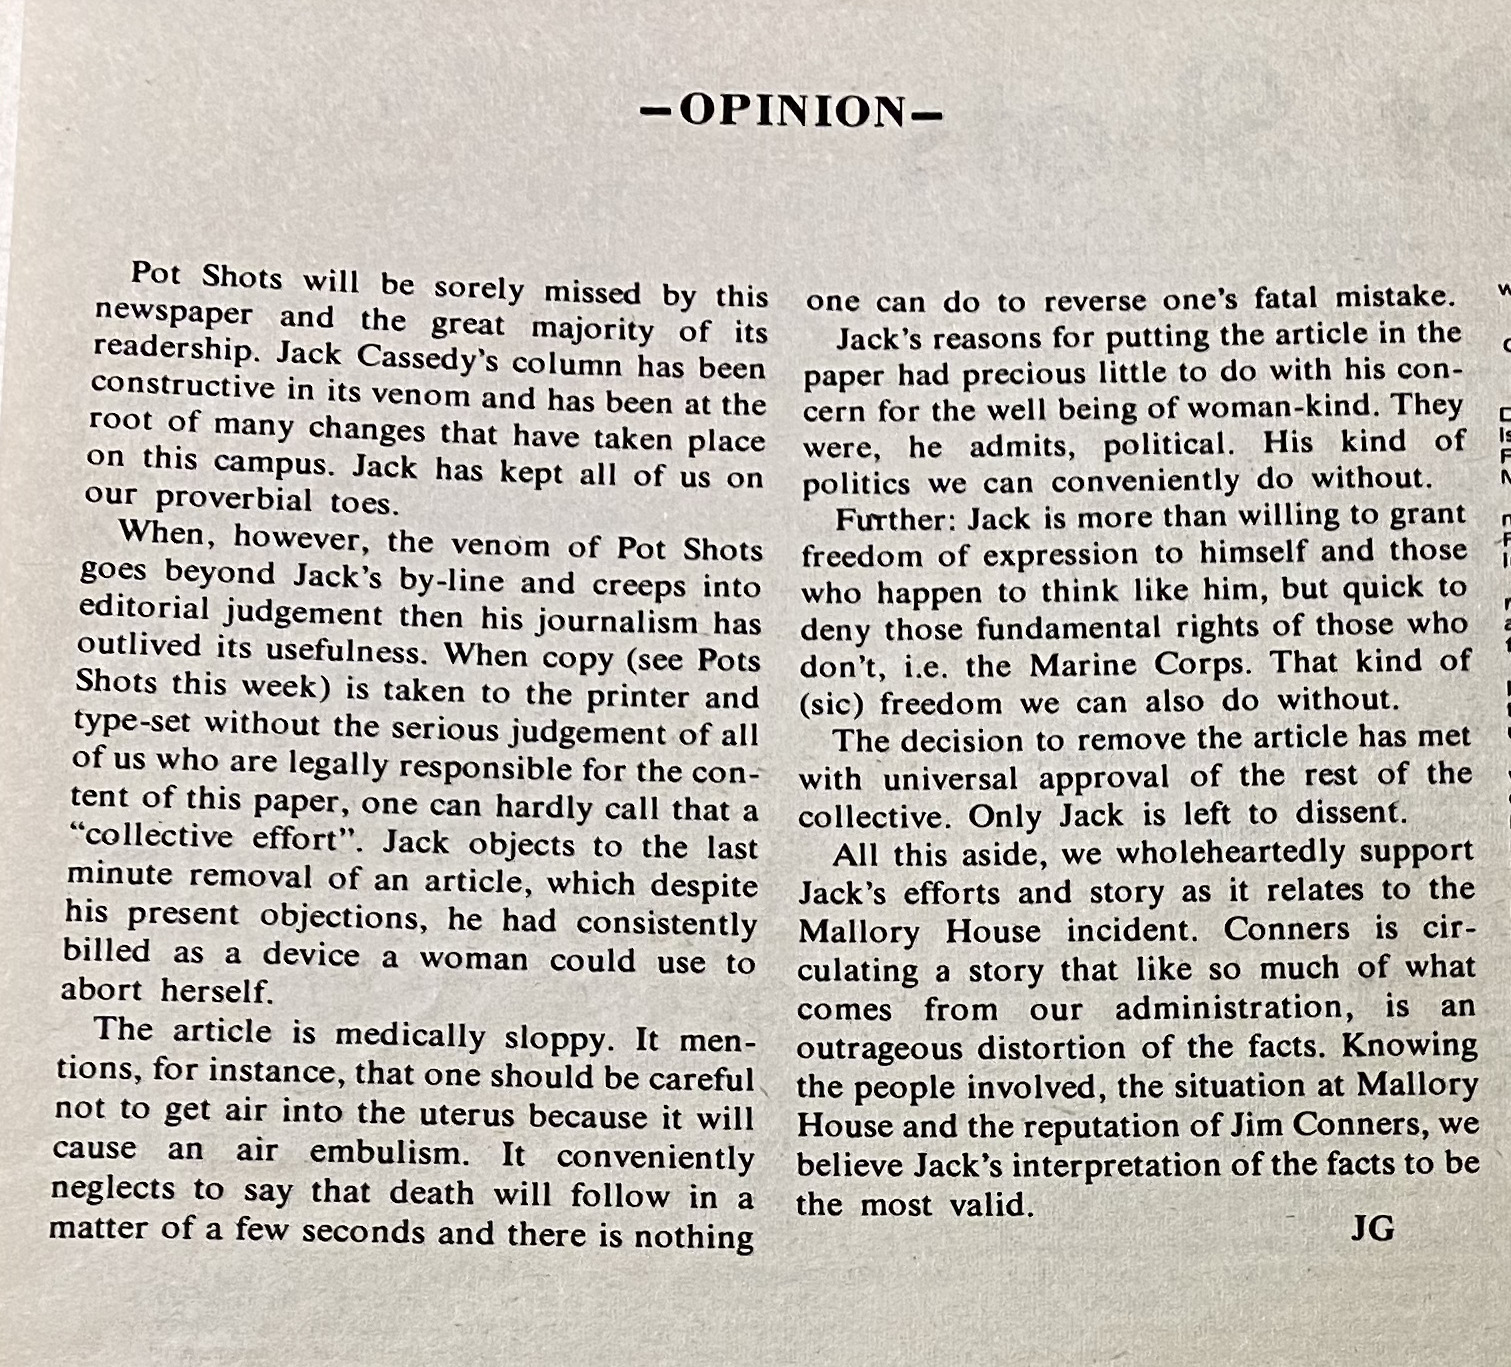 –OPINION–
Pot Shots will be sorely missed by this
newspaper and the great majority of its
readership. Jack Cassedy's column has been
constructive in its venom and has been at the
root of many changes that have taken place
on this campus. Jack has kept all of us on
our proverbial toes.
When, however, the venom of Pot Shots
goes beyond Jack's by-line and creeps into
editorial judgement then his journalism has
outlived its usefulness. When copy (see Pots
Shots this week) is taken to the printer and
type-set without the serious judgement of all
of us who are legally responsible for the con-
tent of this paper, one can hardly call that a
“collective effort”. Jack objects to the last
minute removal of an article, which despite
his present objections, he had consistently
billed as a device a woman could use to
abort herself.
The article is medically sloppy. It men-
tions, for instance, that one should be careful
not to get air into the uterus because it will
cause an air embulism. It conveniently
neglects to say that death will follow in a
matter of a few seconds and there is nothing
one can do to reverse one's fatal mistake.
Jack's reasons for putting the article in the
paper had precious little to do with his con-
cern for the well being of woman-kind. They
were, he admits, political. His kind of
politics we can conveniently do without.
Further: Jack is more than willing to grant
freedom of expression to himself and those
who happen to think like him, but quick to
deny those fundamental rights of those who
don't, i.e. the Marine Corps. That kind of
(sic) freedom we can also do without.
The decision to remove the article has met
with universal approval of the rest of the
collective. Only Jack is left to dissent.
All this aside, we wholeheartedly support
Jack's efforts and story as it relates to the
Mallory House incident. Conners is cir-
culating a story that like so much of what
comes from our administration, is an
outrageous distortion of the facts. Knowing
the people involved, the situation at Mallory
House and the reputation of Jim Conners, we
believe Jack's interpretation of the facts to be
the most valid.
JG